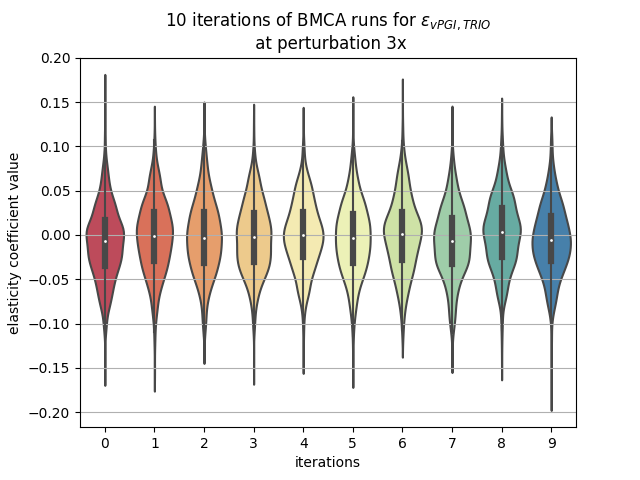 10 iterations of BMCA runs for ε_{vPGI, TRIO}
at perturbation 3x
elasticity coefficient value
0.20
0.15
0.10
0.05
0.00
−0.05
−0.10
−0.15
−0.20
0 1 2 3 4 5 6 7 8 9
iterations